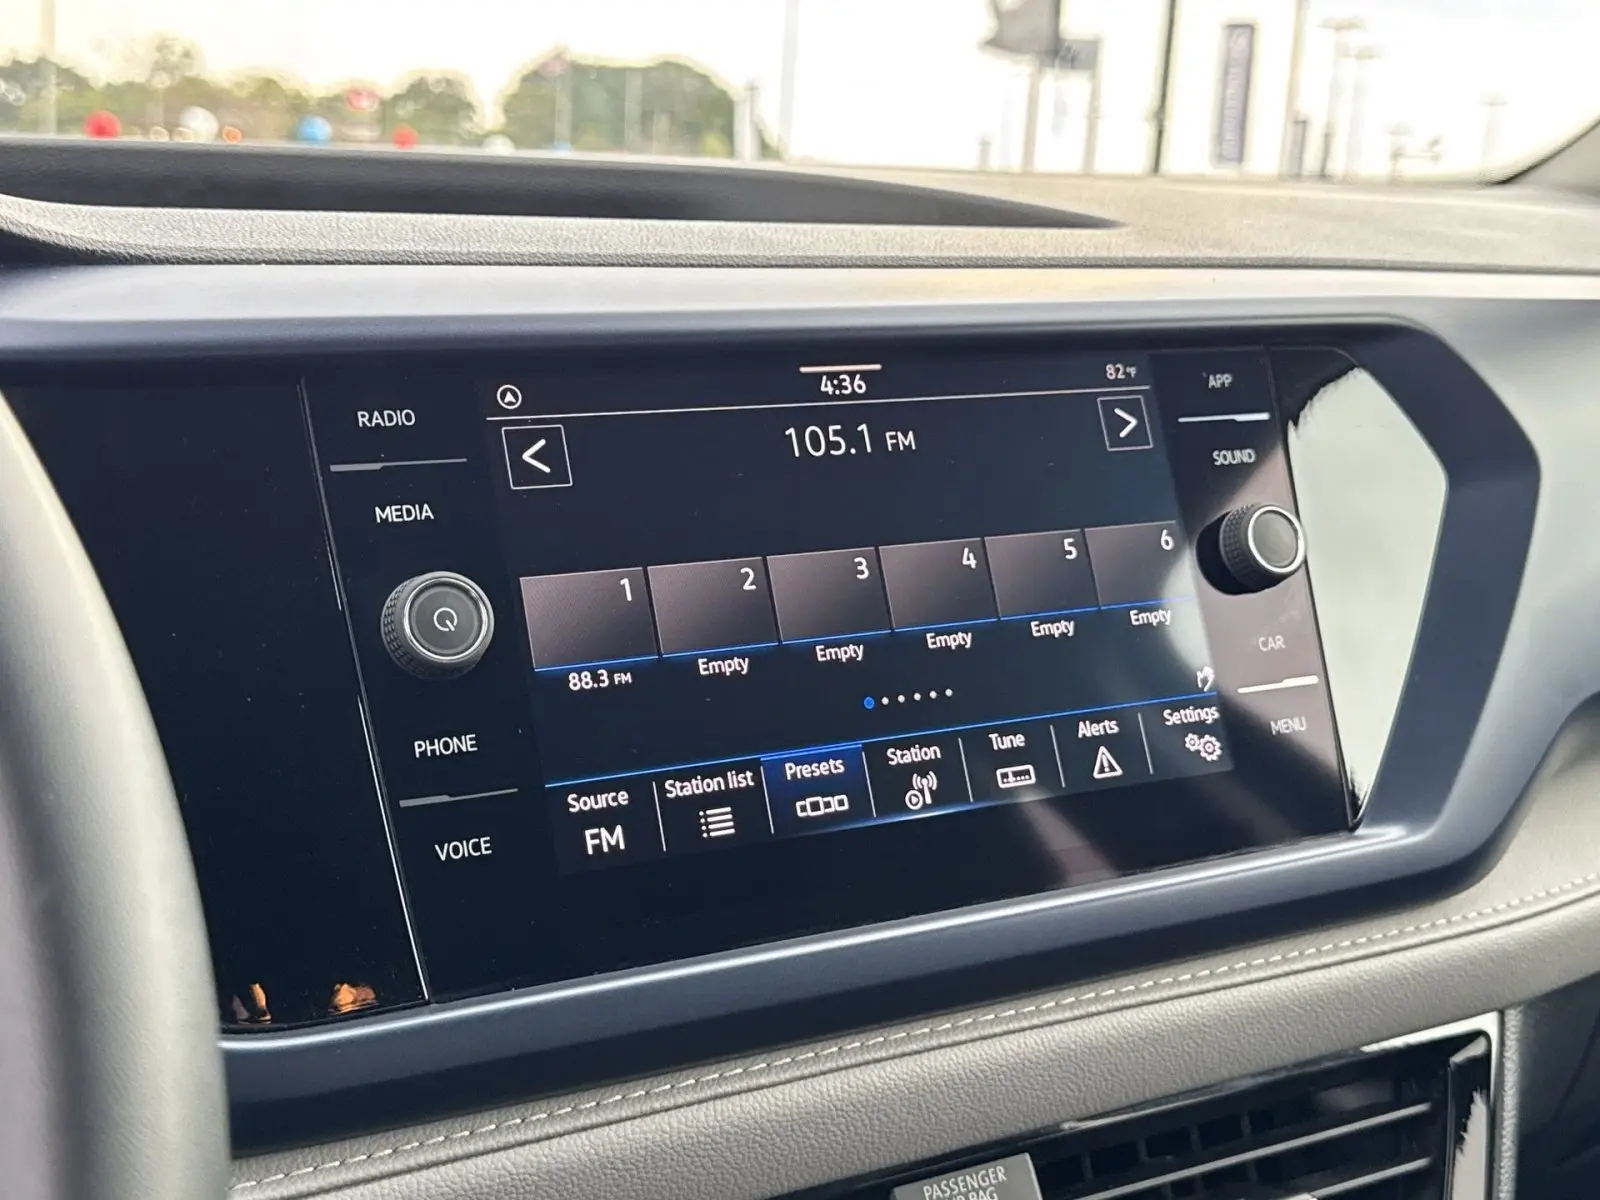 RADIO
MEDIA
PHONE
VOICE
4:36
82°F
105.1 FM
<
>
1
2
3
4
5
6
88.3 FM
Empty
Empty
Empty
Empty
Empty
Source
FM
Station list
Presets
Station
Tune
Alerts
Settings
APP
SOUND
CAR
MENU
PASSENGER
BAG